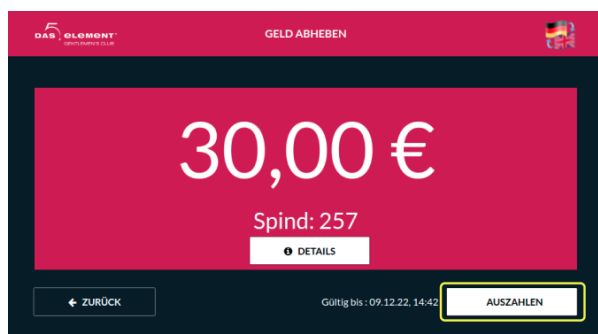 DAS 5. ELEMENT
GENTLEMEN'S CLUB
GELD ABHEBEN
30,00 €
Spind: 257
DETAILS
ZURÜCK
Gültig bis : 09.12.22, 14:42
AUSZAHLEN